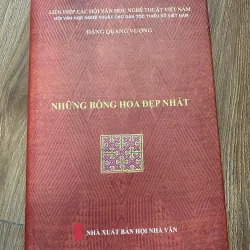 LIÊN HIỆP CÁC HỘI VĂN HỌC NGHỆ THUẬT VIỆT NAM
HỘI VĂN HỌC NGHỆ THUẬT CÁC DÂN TỘC THIỂU SỐ VIỆT NAM
ĐẶNG QUANG VƯỢNG
NHỮNG BÔNG HOA ĐẸP NHẤT
NHÀ XUẤT BẢN HỘI NHÀ VĂN